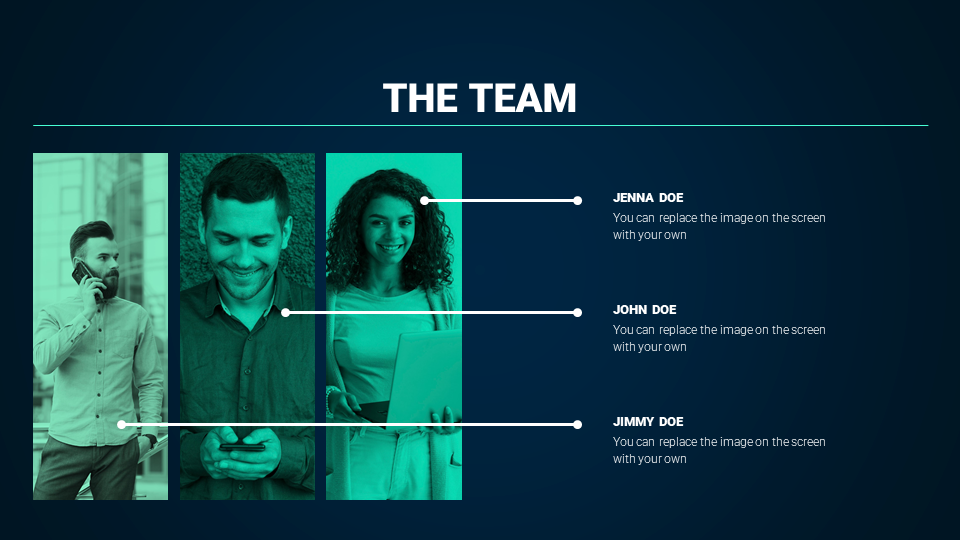 THE TEAM
JENNA DOE
You can replace the image on the screen
with your own
JOHN DOE
You can replace the image on the screen
with your own
JIMMY DOE
You can replace the image on the screen
with your own